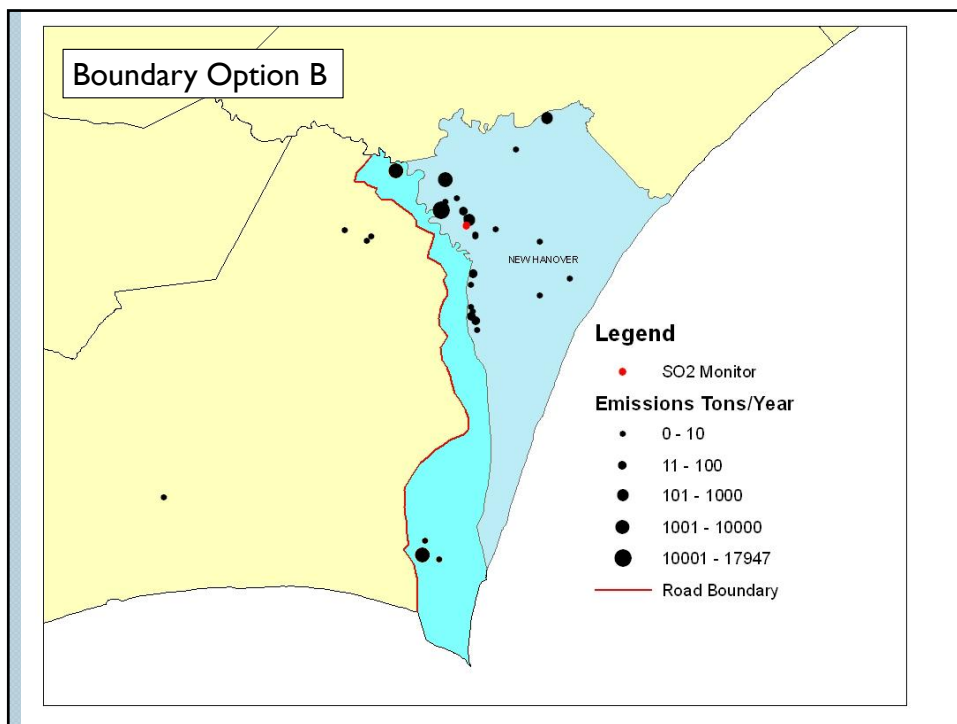 Boundary Option B
NEW HANOVER
Legend
SO2 Monitor
Emissions Tons/Year
0 - 10
11 - 100
101 - 1000
1001 - 10000
10001 - 17947
Road Boundary